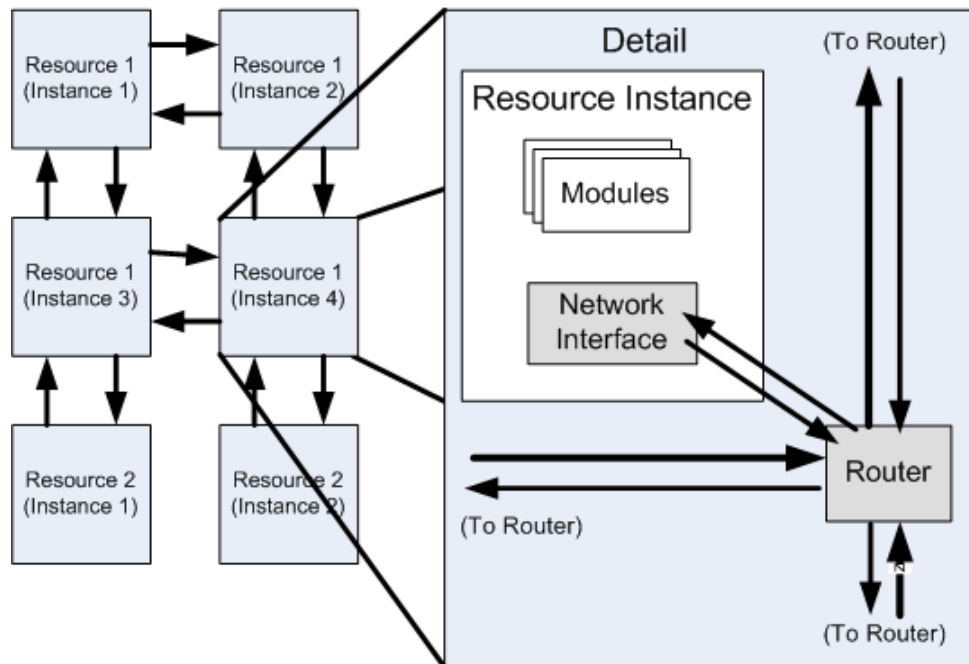 Resource 1
(Instance 1)
Resource 1
(Instance 2)
Resource 1
(Instance 3)
Resource 1
(Instance 4)
Resource 2
(Instance 1)
Resource 2
(Instance 2)
Detail
(To Router)
Resource Instance
Modules
Network
Interface
Router
(To Router)
(To Router)